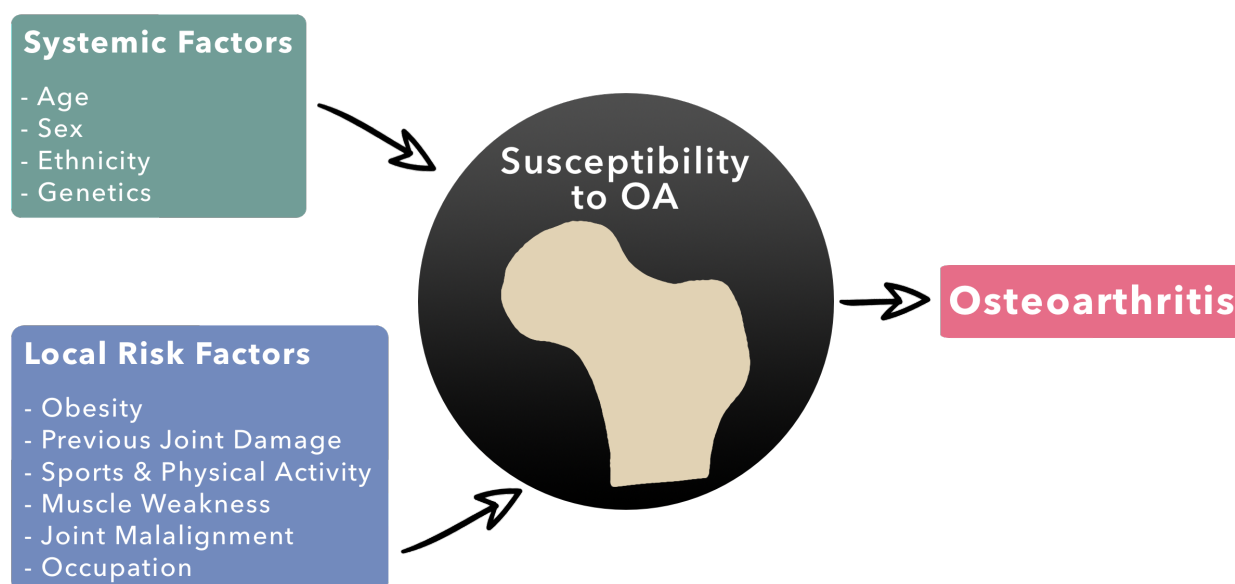 Systemic Factors
- Age
- Sex
- Ethnicity
- Genetics
Local Risk Factors
- Obesity
- Previous Joint Damage
- Sports & Physical Activity
- Muscle Weakness
- Joint Malalignment
- Occupation
Susceptibility
to OA
Osteoarthritis